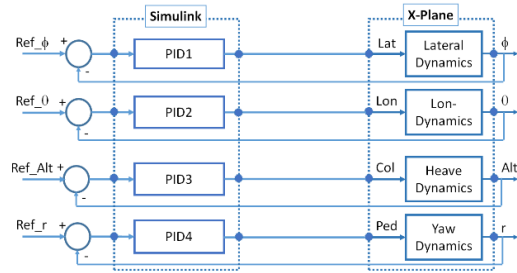 Simulink
X-Plane
Ref_ϕ
+
-
PID1
Lat
Lateral
Dynamics
ϕ
Ref_θ
+
-
PID2
Lon
Lon-
Dynamics
θ
Ref_Alt
+
-
PID3
Col
Heave
Dynamics
Alt
Ref_r
+
-
PID4
Ped
Yaw
Dynamics
r